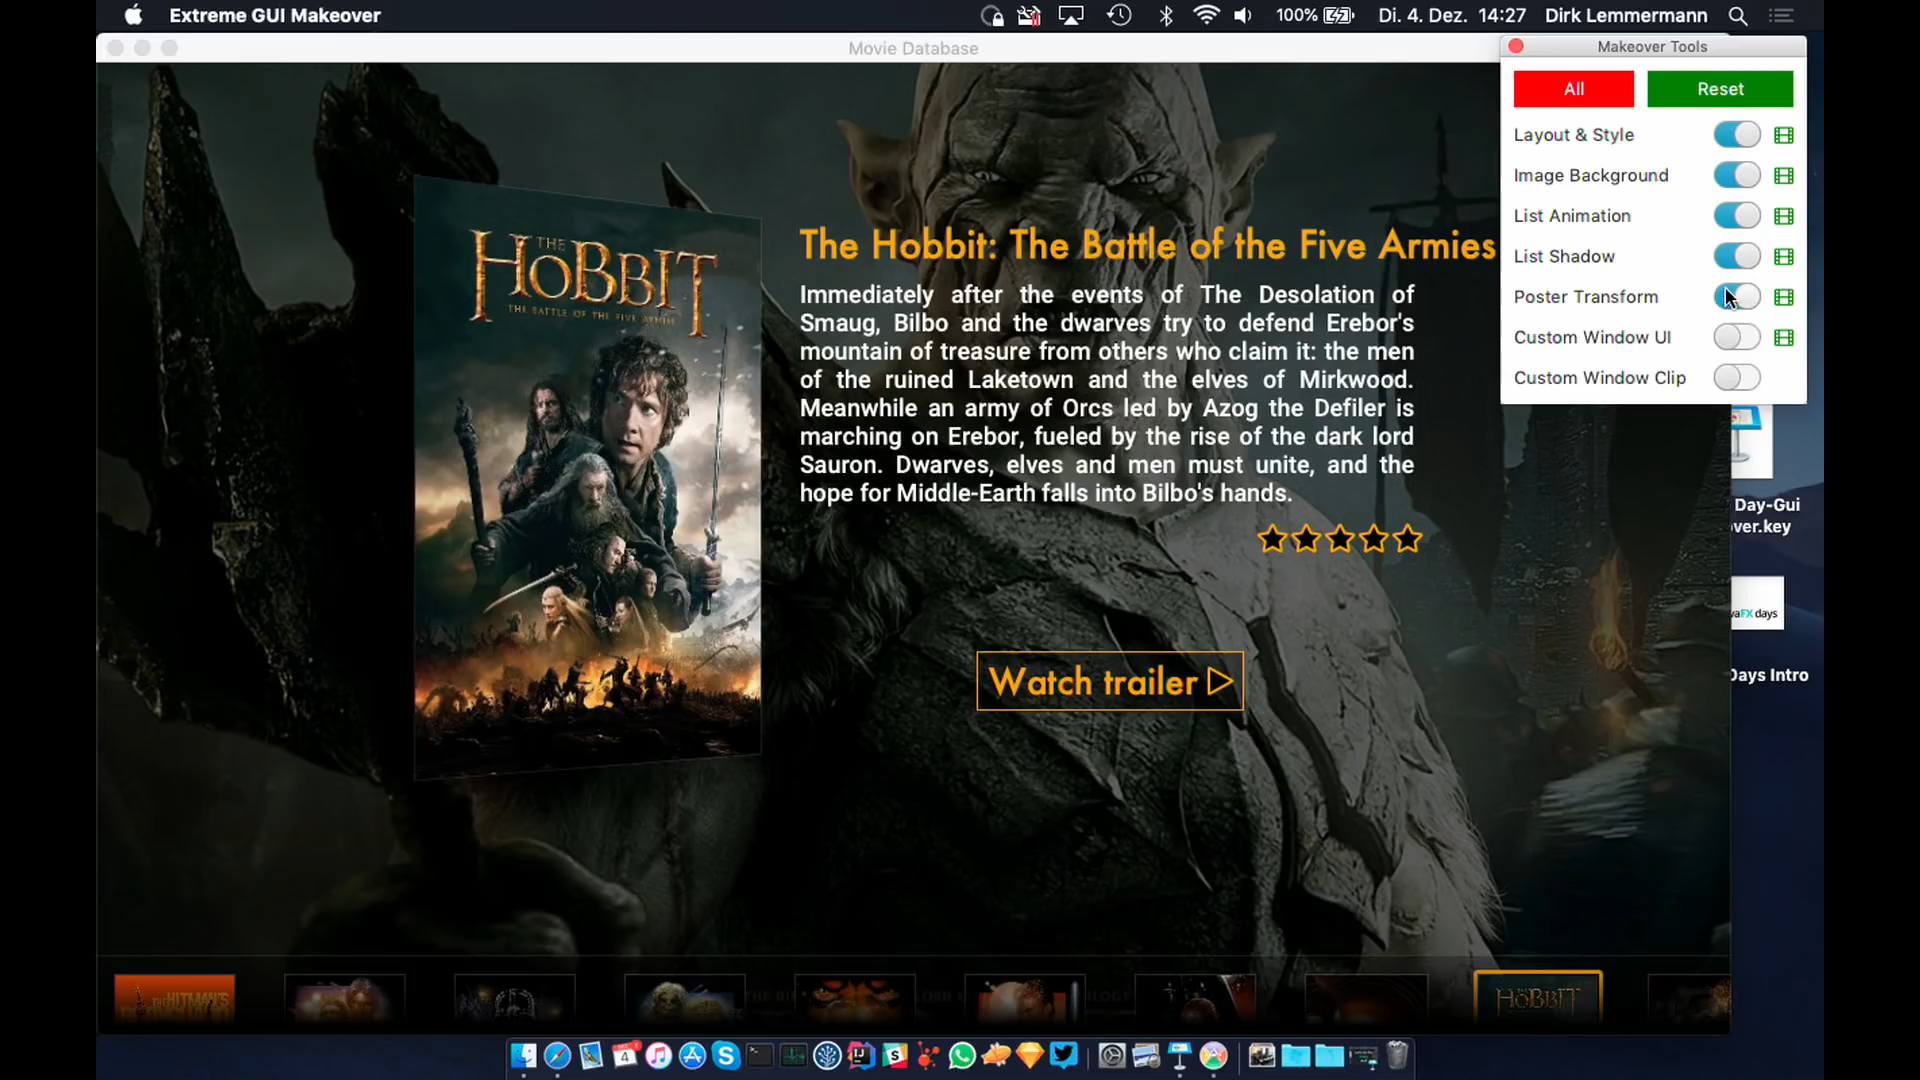 Extreme GUI Makeover
100%
Di. 4. Dez. 14:27
Dirk Lemmermann
Movie Database
Makeover Tools
All
Reset
Layout & Style
Image Background
List Animation
List Shadow
Poster Transform
Custom Window UI
Custom Window Clip
THE
HOBBIT
THE BATTLE OF THE FIVE ARMIES
The Hobbit: The Battle of the Five Armies
Immediately after the events of The Desolation of
Smaug, Bilbo and the dwarves try to defend Erebor's
mountain of treasure from others who claim it: the men
of the ruined Laketown and the elves of Mirkwood.
Meanwhile an army of Orcs led by Azog the Defiler is
marching on Erebor, fueled by the rise of the dark lord
Sauron. Dwarves, elves and men must unite, and the
hope for Middle-Earth falls into Bilbo's hands.
Watch trailer
Day-Gui
ver.key
vaFX days
Days Intro
THE HITMAN'S
HOBBIT
4